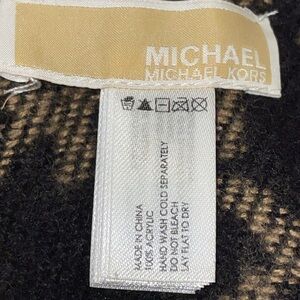 MICHAEL
MICHAEL KORS
MADE IN CHINA
100% ACRYLIC
HAND WASH COLD SEPARATELY
DO NOT BLEACH
LAY FLAT TO DRY